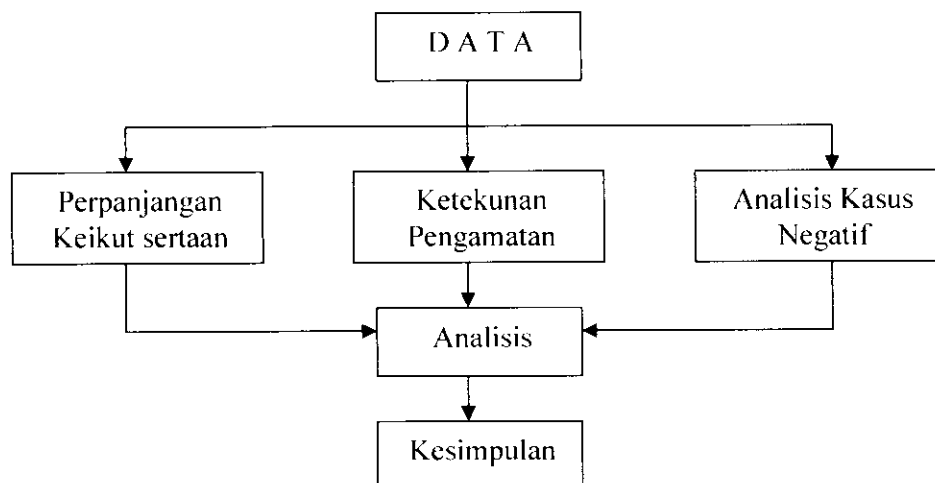 D A T A
Perpanjangan
Keikut sertaan
Ketekunan
Pengamatan
Analisis Kasus
Negatif
Analisis
Kesimpulan